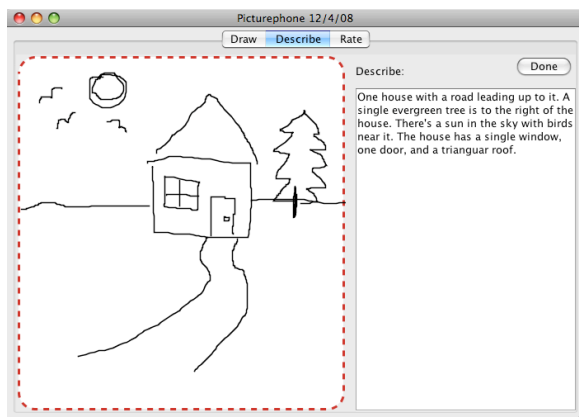 Picturephone 12/4/08
Draw Describe Rate
Describe:
Done
One house with a road leading up to it. A
single evergreen tree is to the right of the
house. There's a sun in the sky with birds
near it. The house has a single window,
one door, and a trianguar roof.